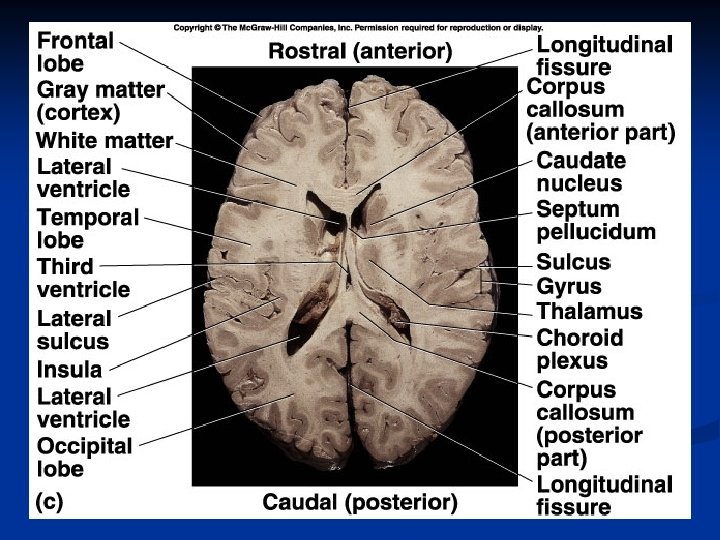 Copyright © The McGraw-Hill Companies, Inc. Permission required for reproduction or display.
Rostral (anterior)
Frontal
lobe
Gray matter
(cortex)
White matter
Lateral
ventricle
Temporal
lobe
Third
ventricle
Lateral
sulcus
Insula
Lateral
ventricle
Occipital
lobe
(c)
Longitudinal
fissure
Corpus
callosum
(anterior part)
Caudate
nucleus
Septum
pellucidum
Sulcus
Gyrus
Thalamus
Choroid
plexus
Corpus
callosum
(posterior
part)
Longitudinal
fissure
Caudal (posterior)